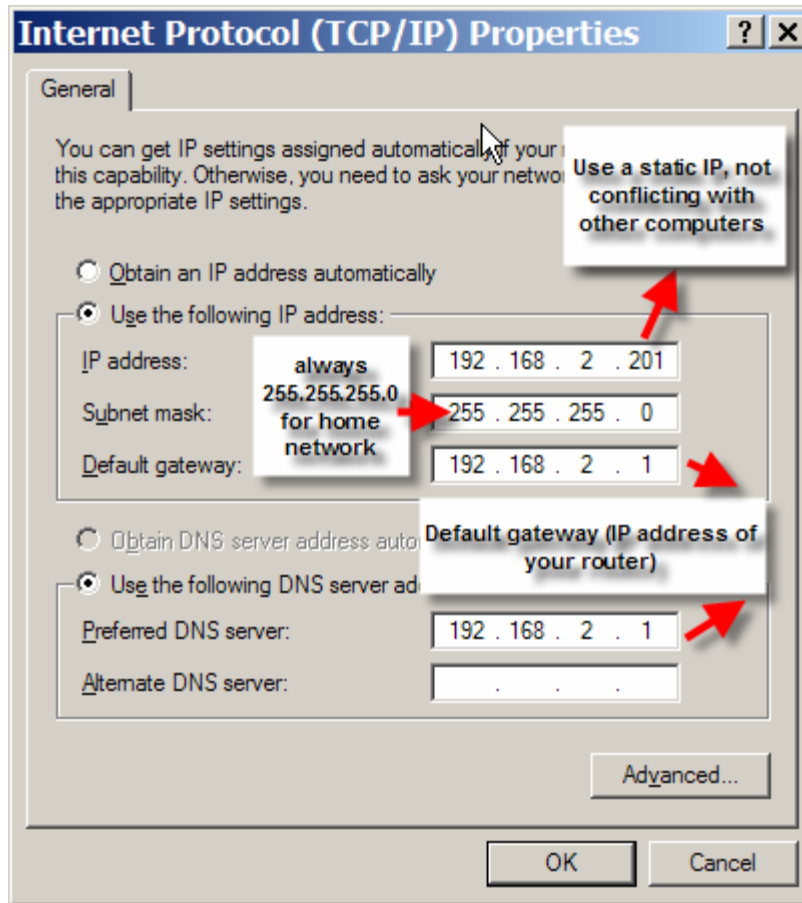 Internet Protocol (TCP/IP) Properties
General
You can get IP settings assigned automatically if your
this capability. Otherwise, you need to ask your netwo
the appropriate IP settings.
Use a static IP, not
conflicting with
other computers
Obtain an IP address automatically
Use the following IP address:
IP address:
192 . 168 . 2 . 201
always
255.255.255.0
for home
network
Subnet mask:
255 . 255 . 255 . 0
Default gateway:
192 . 168 . 2 . 1
Obtain DNS server address auto
Default gateway (IP address of
your router)
Use the following DNS server ad
Preferred DNS server:
192 . 168 . 2 . 1
Alternate DNS server:
. . .
Advanced...
OK
Cancel